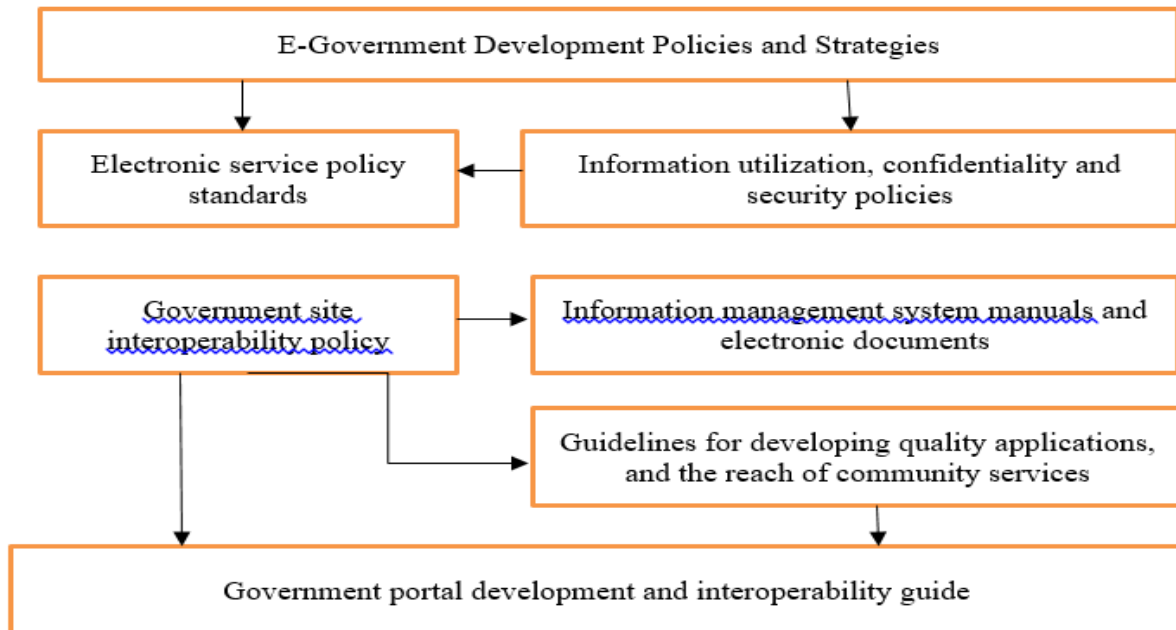 E-Government Development Policies and Strategies
Electronic service policy
standards
Information utilization, confidentiality and
security policies
Government site
interoperability policy
Information management system manuals and
electronic documents
Guidelines for developing quality applications,
and the reach of community services
Government portal development and interoperability guide